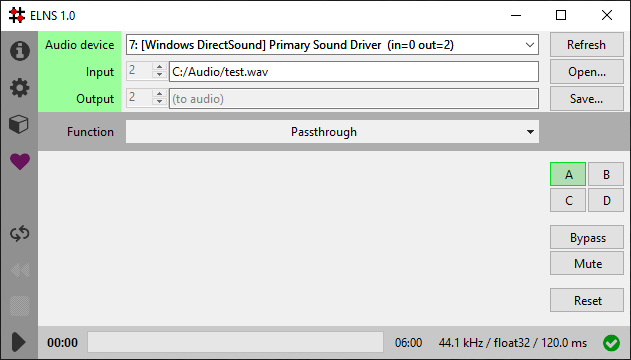 ELNS 1.0
Audio device 7: [Windows DirectSound] Primary Sound Driver (in=0 out=2) Refresh
Input 2 C:/Audio/test.wav Open...
Output 2 (to audio) Save...
Function Passthrough
A B
C D
Bypass
Mute
Reset
00:00 06:00 44.1 kHz / float32 / 120.0 ms